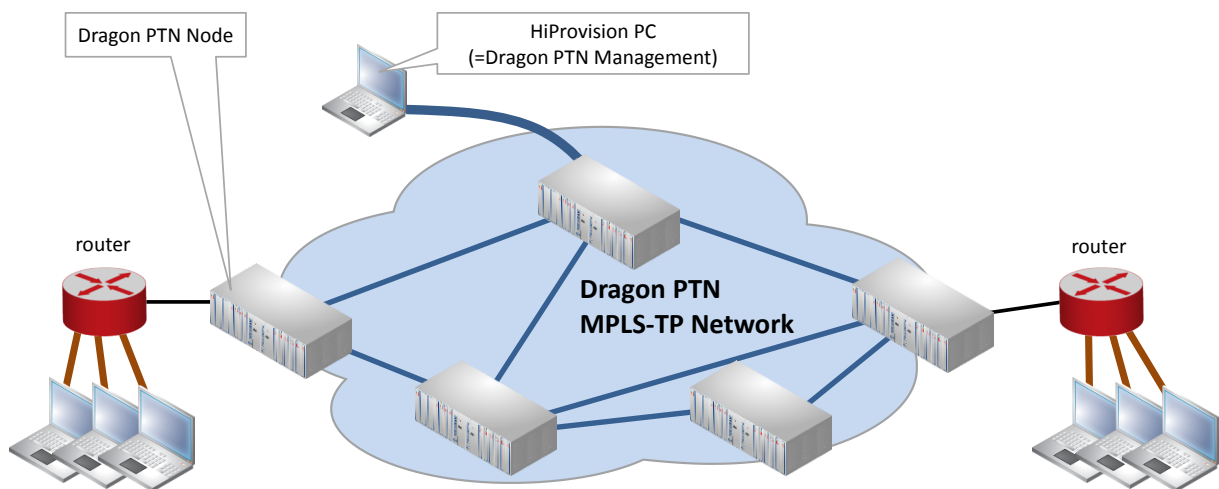 Dragon PTN Node
HiProvision PC
(=Dragon PTN Management)
router
router
Dragon PTN
MPLS-TP Network